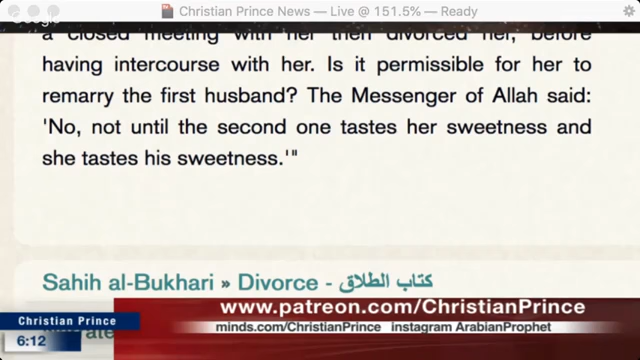 Christian Prince News — Live @ 151.5% — Ready
a closed meeting with her then divorced her, before
having intercourse with her. Is it permissible for her to
remarry the first husband? The Messenger of Allah said:
'No, not until the second one tastes her sweetness and
she tastes his sweetness.'"
Sahih al-Bukhari » Divorce - كتاب الطلاق
www.patreon.com/ChristianPrince
Christian Prince
minds.com/ChristianPrince instagram ArabianProphet
6:12